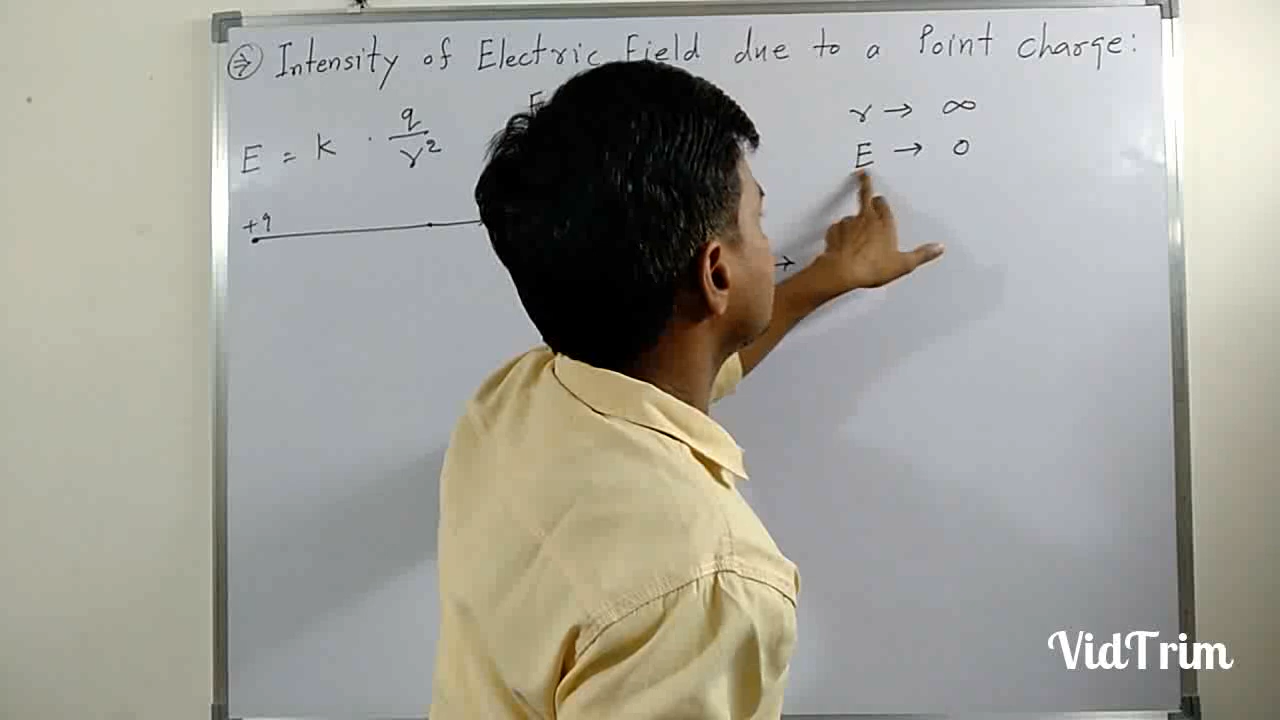 ⇒ Intensity of Electric Field due to a Point charge:
E = k · q/r²
r → ∞
E → 0
+q
→
VidTrim